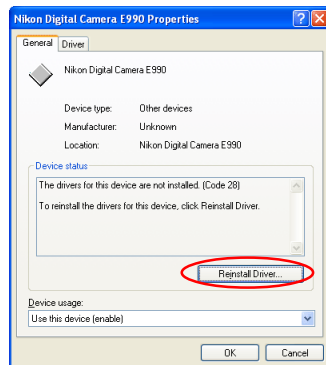 Nikon Digital Camera E990 Properties
General Driver
Nikon Digital Camera E990
Device type: Other devices
Manufacturer: Unknown
Location: Nikon Digital Camera E990
Device status
The drivers for this device are not installed. (Code 28)
To reinstall the drivers for this device, click Reinstall Driver.
Reinstall Driver...
Device usage:
Use this device (enable)
OK Cancel